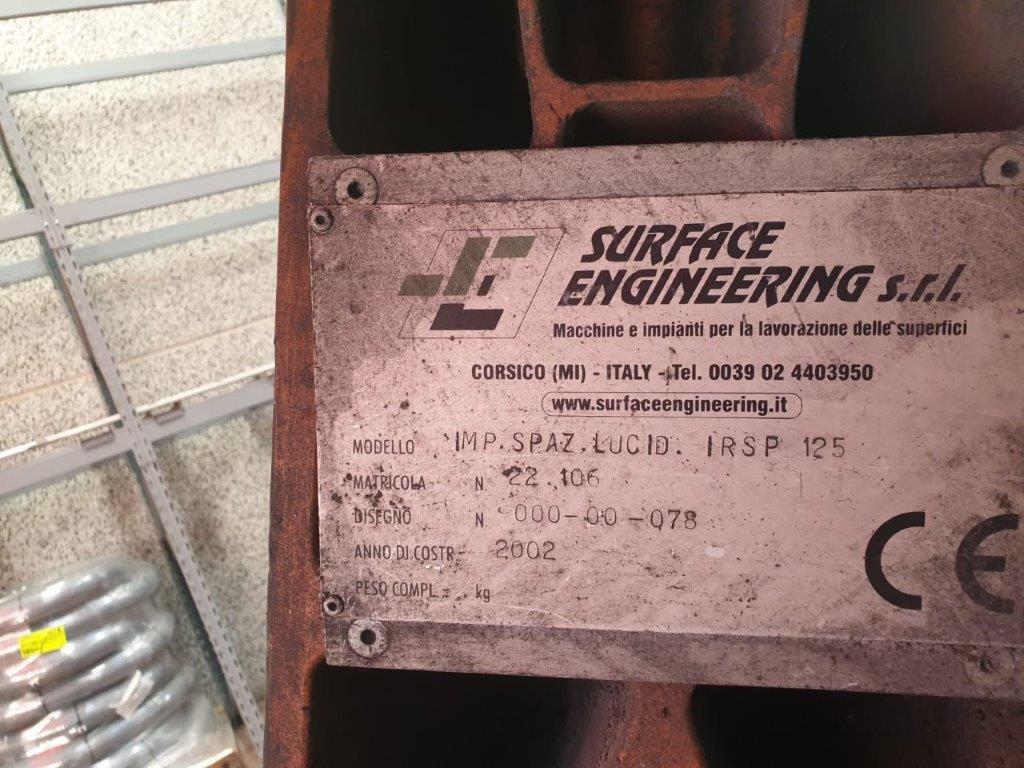 SURFACE
ENGINEERING s.r.l.
Macchine e impianti per la lavorazione delle superfici
CORSICO (MI) - ITALY - Tel. 0039 02 4403950
www.surfaceengineering.it
MODELLO IMP.SPAZ.LUCID. IRSP 125
MATRICOLA N 22.106
DISEGNO N 000-00-078
ANNO DI COSTR. 2002
PESO COMPL. = kg
CE